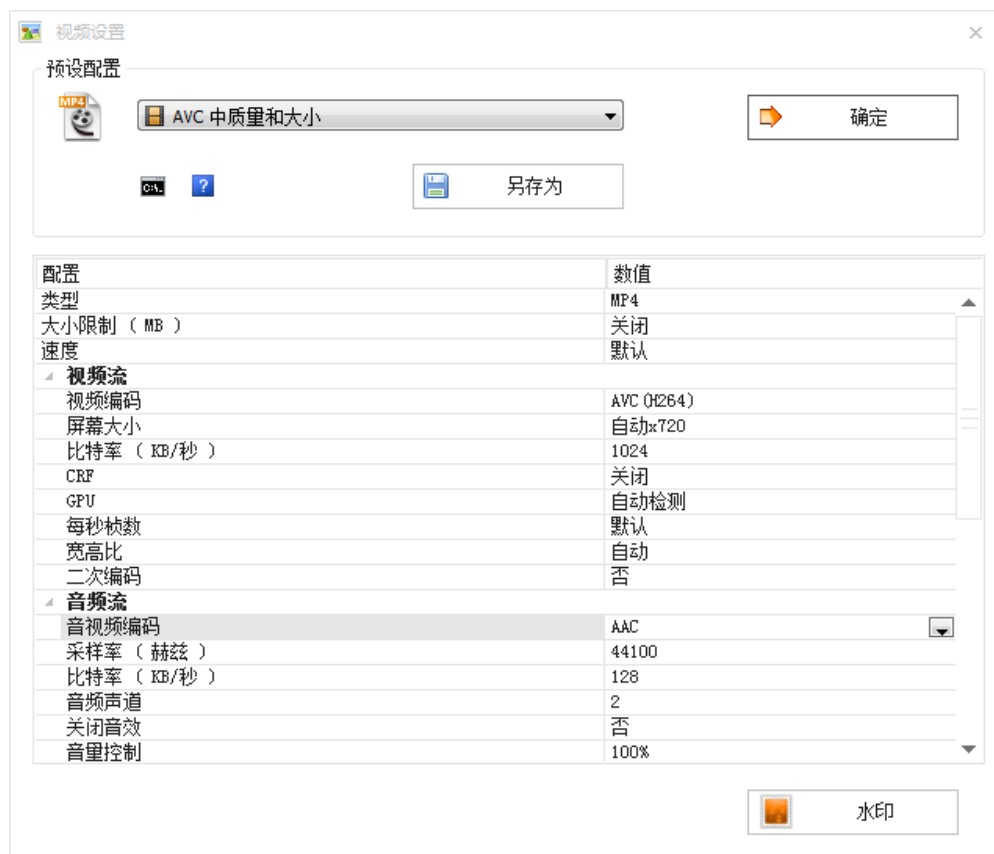 视频设置
预设配置
MP4
AVC 中质量和大小
确定
C:\.
?
另存为
配置 数值
类型 MP4
大小限制 ( MB ) 关闭
速度 默认
视频流
视频编码 AVC(H264)
屏幕大小 自动x720
比特率 ( KB/秒 ) 1024
CRF 关闭
GPU 自动检测
每秒桢数 默认
宽高比 自动
二次编码 否
音频流
音视频编码 AAC
采样率 ( 赫兹 ) 44100
比特率 ( KB/秒 ) 128
音频声道 2
关闭音效 否
音量控制 100%
水印